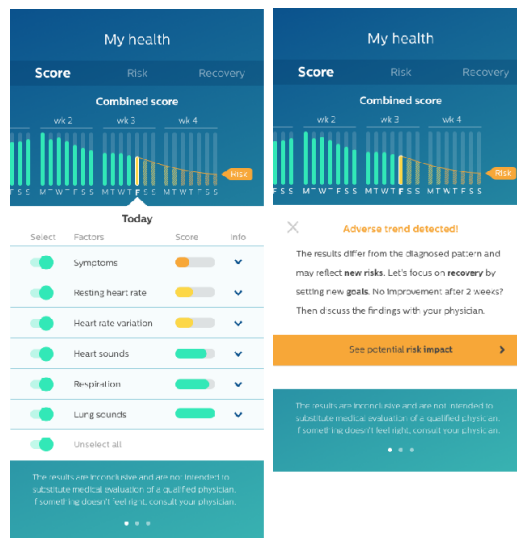 My health
Score Risk Recovery
Combined score
wk 2 wk 3 wk 4
Risk
S S M T W T F S S M T W T F S S M T W T F S S
Today
Select Factors Score Info
Symptoms
Resting heart rate
Heart rate variation
Heart sounds
Respiration
Lung sounds
Unselect all
The results are inconclusive and are not intended to
substitute medical evaluation of a qualified physician.
If something doesn't feel right, consult your physician.
My health
Score Risk Recovery
Combined score
wk 2 wk 3 wk 4
Risk
F S S M T W T F S S M T W T F S S M T W T F S S
Adverse trend detected!
The results differ from the diagnosed pattern and
may reflect new risks. Let's focus on recovery by
setting new goals. No improvement after 2 weeks?
Then discuss the findings with your physician.
See potential risk impact
The results are inconclusive and are not intended to
substitute medical evaluation of a qualified physician.
If something doesn't feel right, consult your physician.